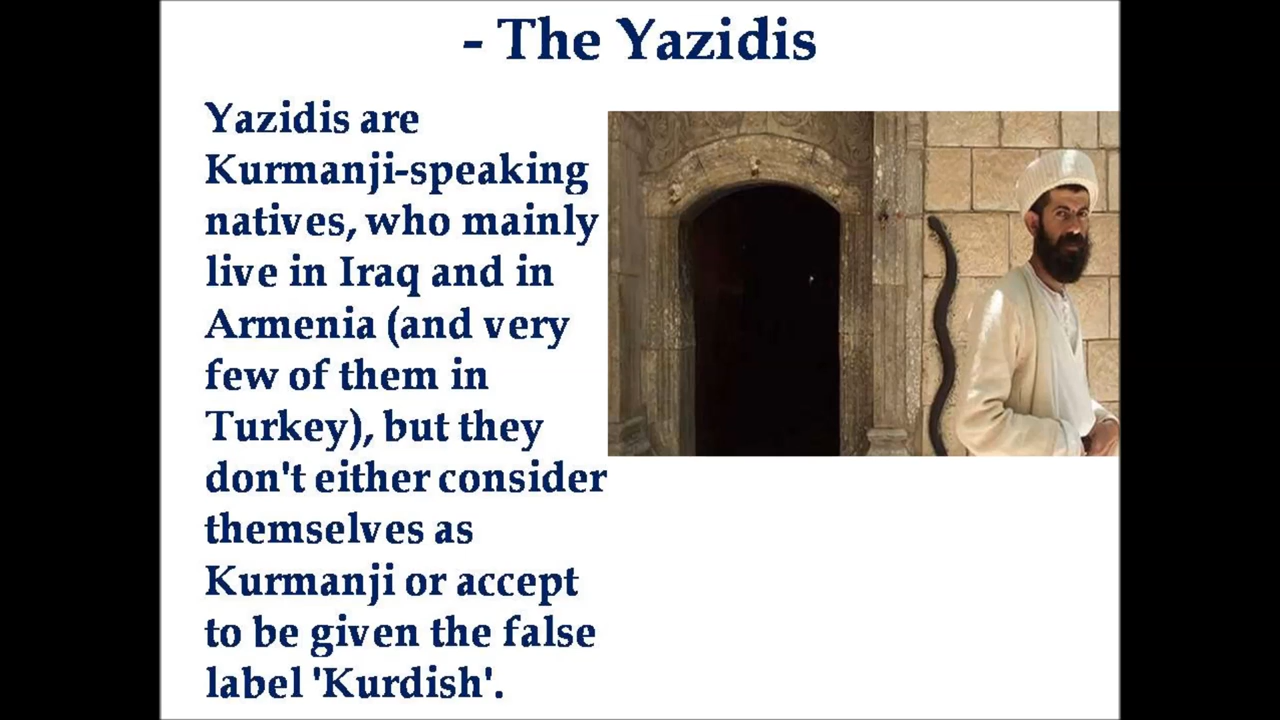 - The Yazidis
Yazidis are
Kurmanji-speaking
natives, who mainly
live in Iraq and in
Armenia (and very
few of them in
Turkey), but they
don't either consider
themselves as
Kurmanji or accept
to be given the false
label 'Kurdish'.